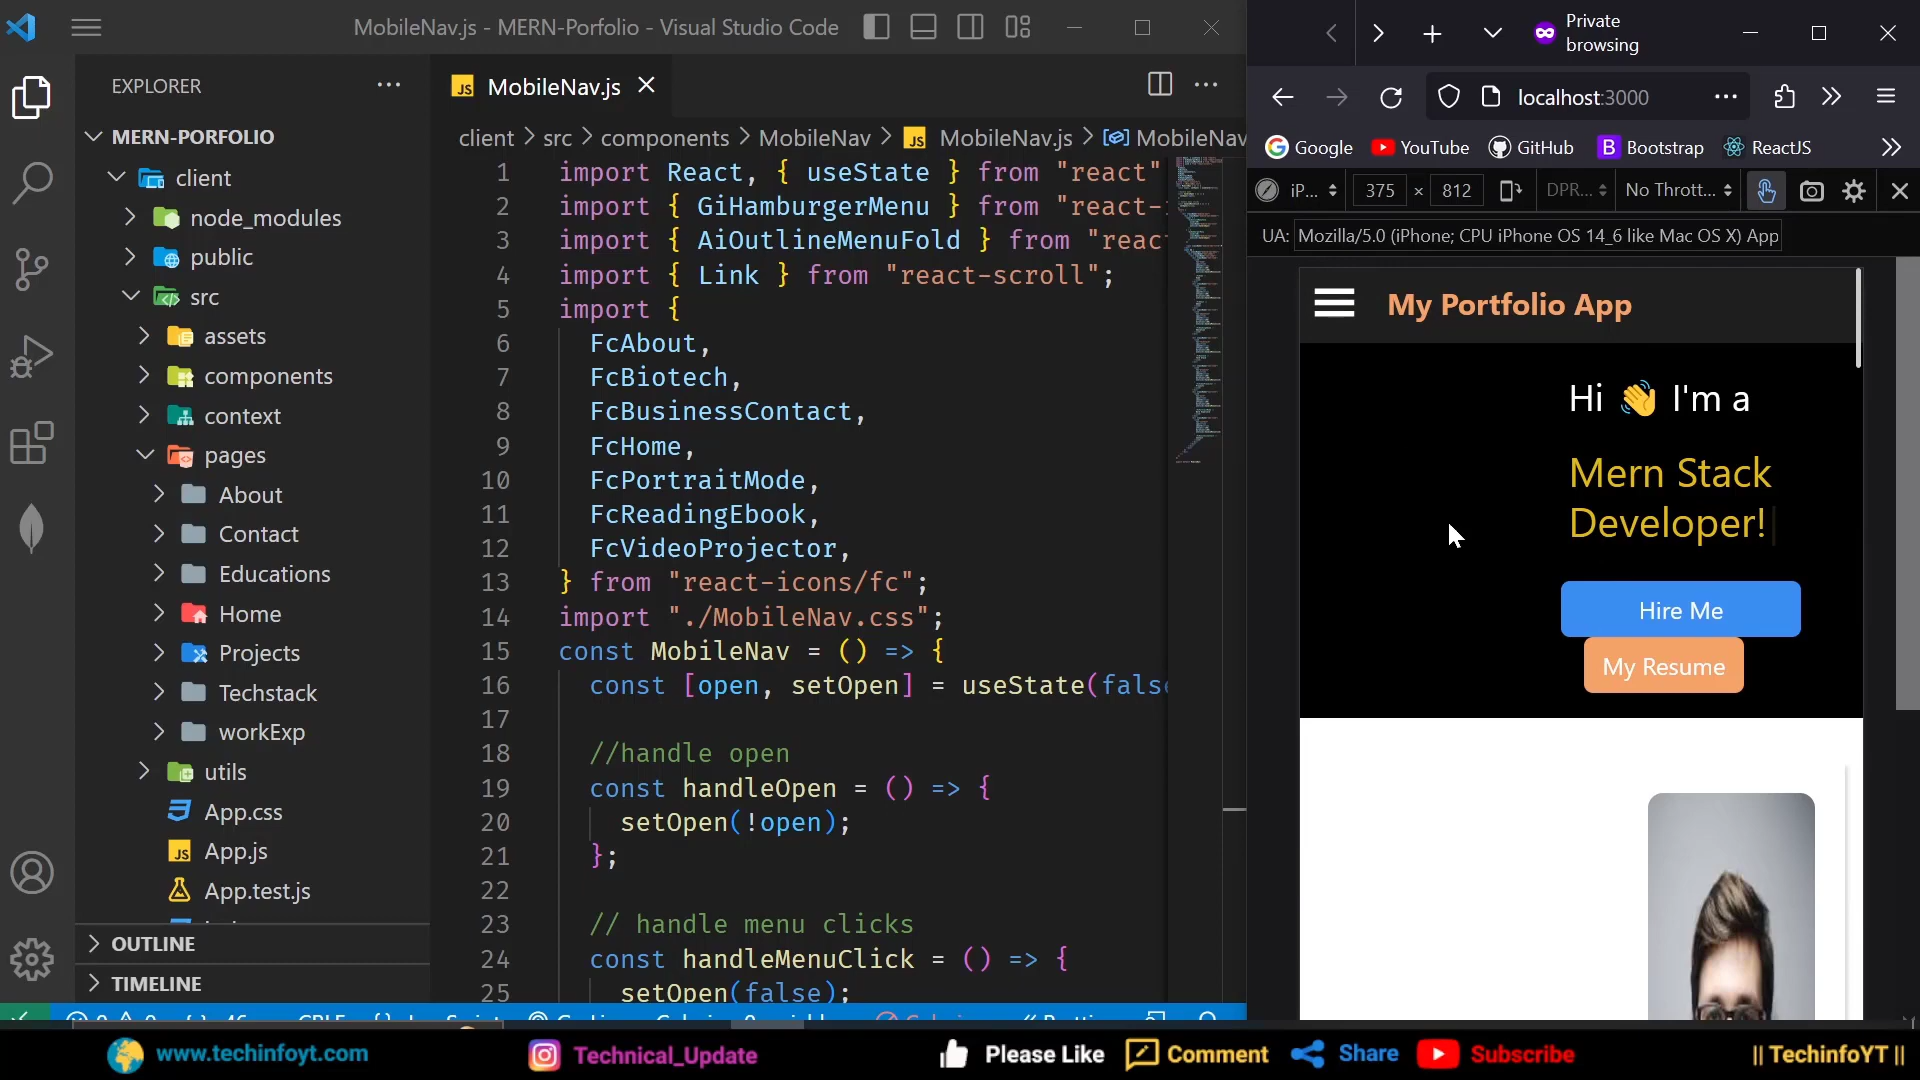 MobileNav.js - MERN-Porfolio - Visual Studio Code
EXPLORER
MERN-PORFOLIO
client
node_modules
public
src
assets
components
context
pages
About
Contact
Educations
Home
Projects
Techstack
workExp
utils
App.css
App.js
App.test.js
OUTLINE
TIMELINE
JS MobileNav.js
client > src > components > MobileNav > JS MobileNav.js > MobileNav
1 import React, { useState } from "react"
2 import { GiHamburgerMenu } from "react-
3 import { AiOutlineMenuFold } from "reac
4 import { Link } from "react-scroll";
5 import {
6 FcAbout,
7 FcBiotech,
8 FcBusinessContact,
9 FcHome,
10 FcPortraitMode,
11 FcReadingEbook,
12 FcVideoProjector,
13 } from "react-icons/fc";
14 import "./MobileNav.css";
15 const MobileNav = () => {
16 const [open, setOpen] = useState(false
17
18 //handle open
19 const handleOpen = () => {
20 setOpen(!open);
21 };
22
23 // handle menu clicks
24 const handleMenuClick = () => {
25 setOpen(false);
Private
browsing
localhost:3000
Google YouTube GitHub B Bootstrap ReactJS
iP... 375 × 812 DPR... No Thrott...
UA: Mozilla/5.0 (iPhone; CPU iPhone OS 14_6 like Mac OS X) App
My Portfolio App
Hi 👋 I'm a
Mern Stack
Developer!
Hire Me
My Resume
www.techinfoyt.com Technical_Update Please Like Comment Share Subscribe || TechinfoYT ||